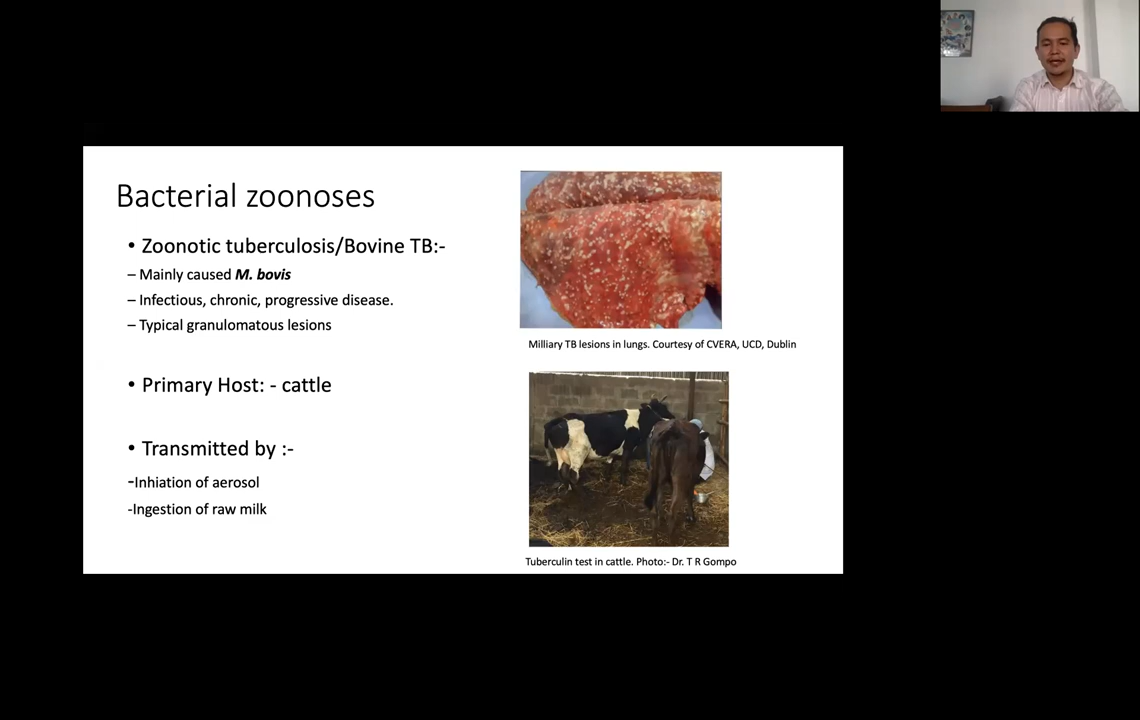 Bacterial zoonoses
• Zoonotic tuberculosis/Bovine TB:-
– Mainly caused M. bovis
– Infectious, chronic, progressive disease.
– Typical granulomatous lesions
• Primary Host: - cattle
• Transmitted by :-
-Inhiation of aerosol
-Ingestion of raw milk
Milliary TB lesions in lungs. Courtesy of CVERA, UCD, Dublin
Tuberculin test in cattle. Photo:- Dr. T R Gompo